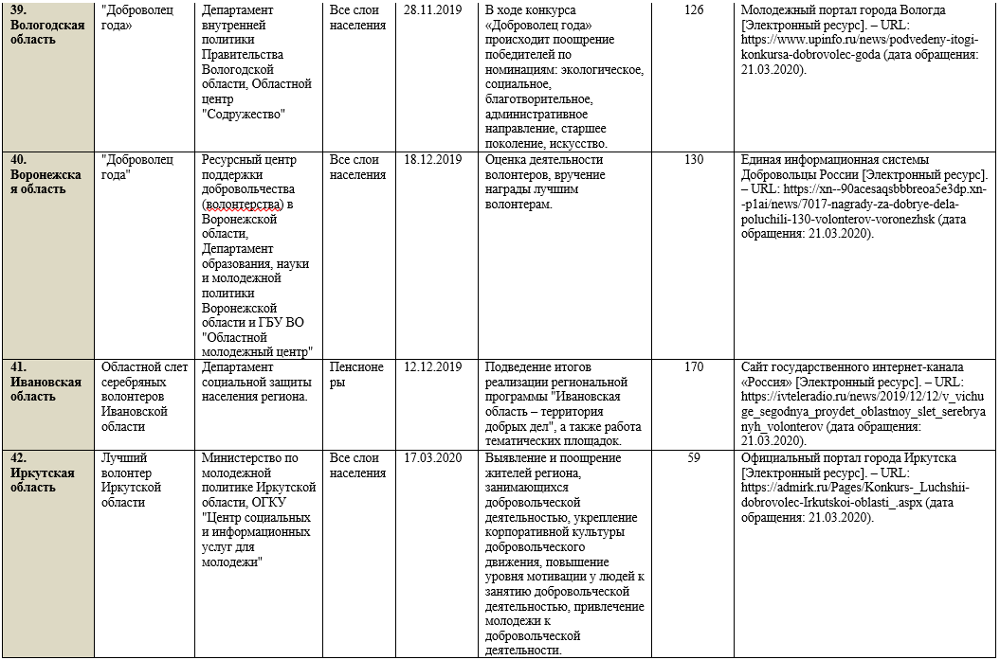 39.
Вологодская
область
"Доброволец
года»
Департамент
внутренней
политики
Правительства
Вологодской
области, Областной
центр
"Содружество"
Все слои
населения
28.11.2019
В ходе конкурса
«Доброволец года»
происходит поощрение
победителей по
номинациям: экологическое,
социальное,
благотворительное,
административное
направление, старшее
поколение, искусство.
126
Молодежный портал города Вологда
[Электронный ресурс]. – URL:
https://www.upinfo.ru/news/podvedeny-itogi-
konkursa-dobrovolec-goda (дата обращения:
21.03.2020).
40.
Воронежска
я область
"Доброволец
года"
Ресурсный центр
поддержки
добровольчества
(волонтерства) в
Воронежской
области,
Департамент
образования, науки
и молодежной
политики
Воронежской
области и ГБУ ВО
"Областной
молодежный центр"
Все слои
населения
18.12.2019
Оценка деятельности
волонтеров, вручение
награды лучшим
волонтерам.
130
Единая информационная системы
Добровольцы России [Электронный ресурс].
– URL: https://xn--90acesaqsbbbreoa5e3dp.xn-
-p1ai/news/7017-nagrady-za-dobrye-dela-
poluchili-130-volonterov-voronezhsk (дата
обращения: 21.03.2020).
41.
Ивановская
область
Областной слет
серебряных
волонтеров
Ивановской
области
Департамент
социальной защиты
населения региона.
Пенсионе
ры
12.12.2019
Подведение итогов
реализации региональной
программы "Ивановская
область – территория
добрых дел", а также работа
тематических площадок.
170
Сайт государственного интернет-канала
«Россия» [Электронный ресурс]. – URL:
https://ivteleradio.ru/news/2019/12/12/v_vichu
ge_segodnya_proydet_oblastnoy_slet_serebrya
nyh_volonterov (дата обращения:
21.03.2020).
42.
Иркутская
область
Лучший
волонтер
Иркутской
области
Министерство по
молодежной
политике Иркутской
области, ОГКУ
"Центр социальных
и информационных
услуг для
молодежи"
Все слои
населения
17.03.2020
Выявление и поощрение
жителей региона,
занимающихся
добровольческой
деятельностью, укрепление
корпоративной культуры
добровольческого
движения, повышение
уровня мотивации у людей к
занятию добровольческой
деятельностью, привлечение
молодежи к
добровольческой
деятельности.
59
Официальный портал города Иркутска
[Электронный ресурс]. – URL:
https://admirk.ru/Pages/Konkurs-_Luchshii-
dobrovolec-Irkutskoi-oblasti_.aspx (дата
обращения: 21.03.2020).